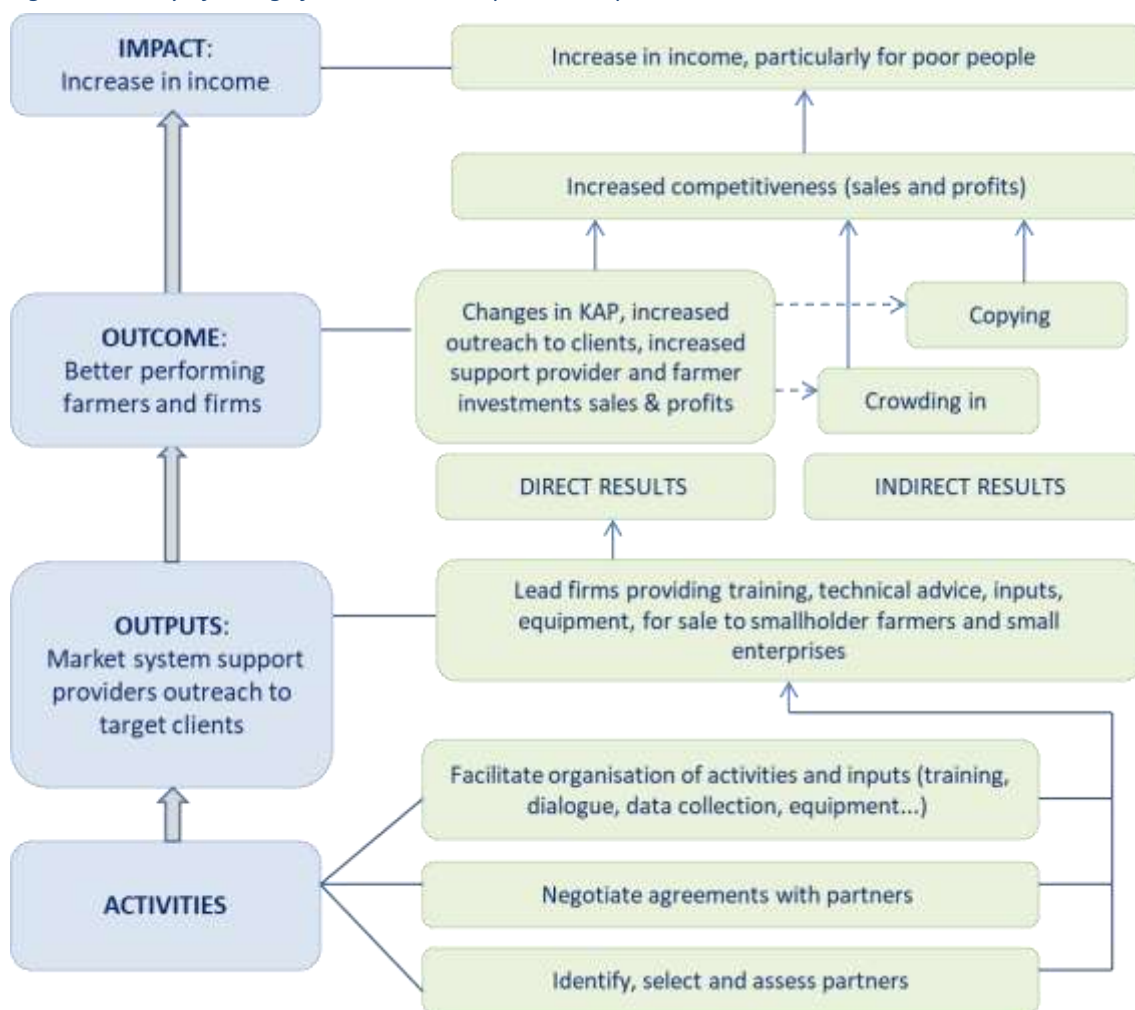 IMPACT:
Increase in income
Increase in income, particularly for poor people
Increased competitiveness (sales and profits)
OUTCOME:
Better performing
farmers and firms
Changes in KAP, increased
outreach to clients, increased
support provider and farmer
investments sales & profits
Copying
Crowding in
DIRECT RESULTS
INDIRECT RESULTS
OUTPUTS:
Market system support
providers outreach to
target clients
Lead firms providing training, technical advice, inputs,
equipment, for sale to smallholder farmers and small
enterprises
ACTIVITIES
Facilitate organisation of activities and inputs (training,
dialogue, data collection, equipment...)
Negotiate agreements with partners
Identify, select and assess partners